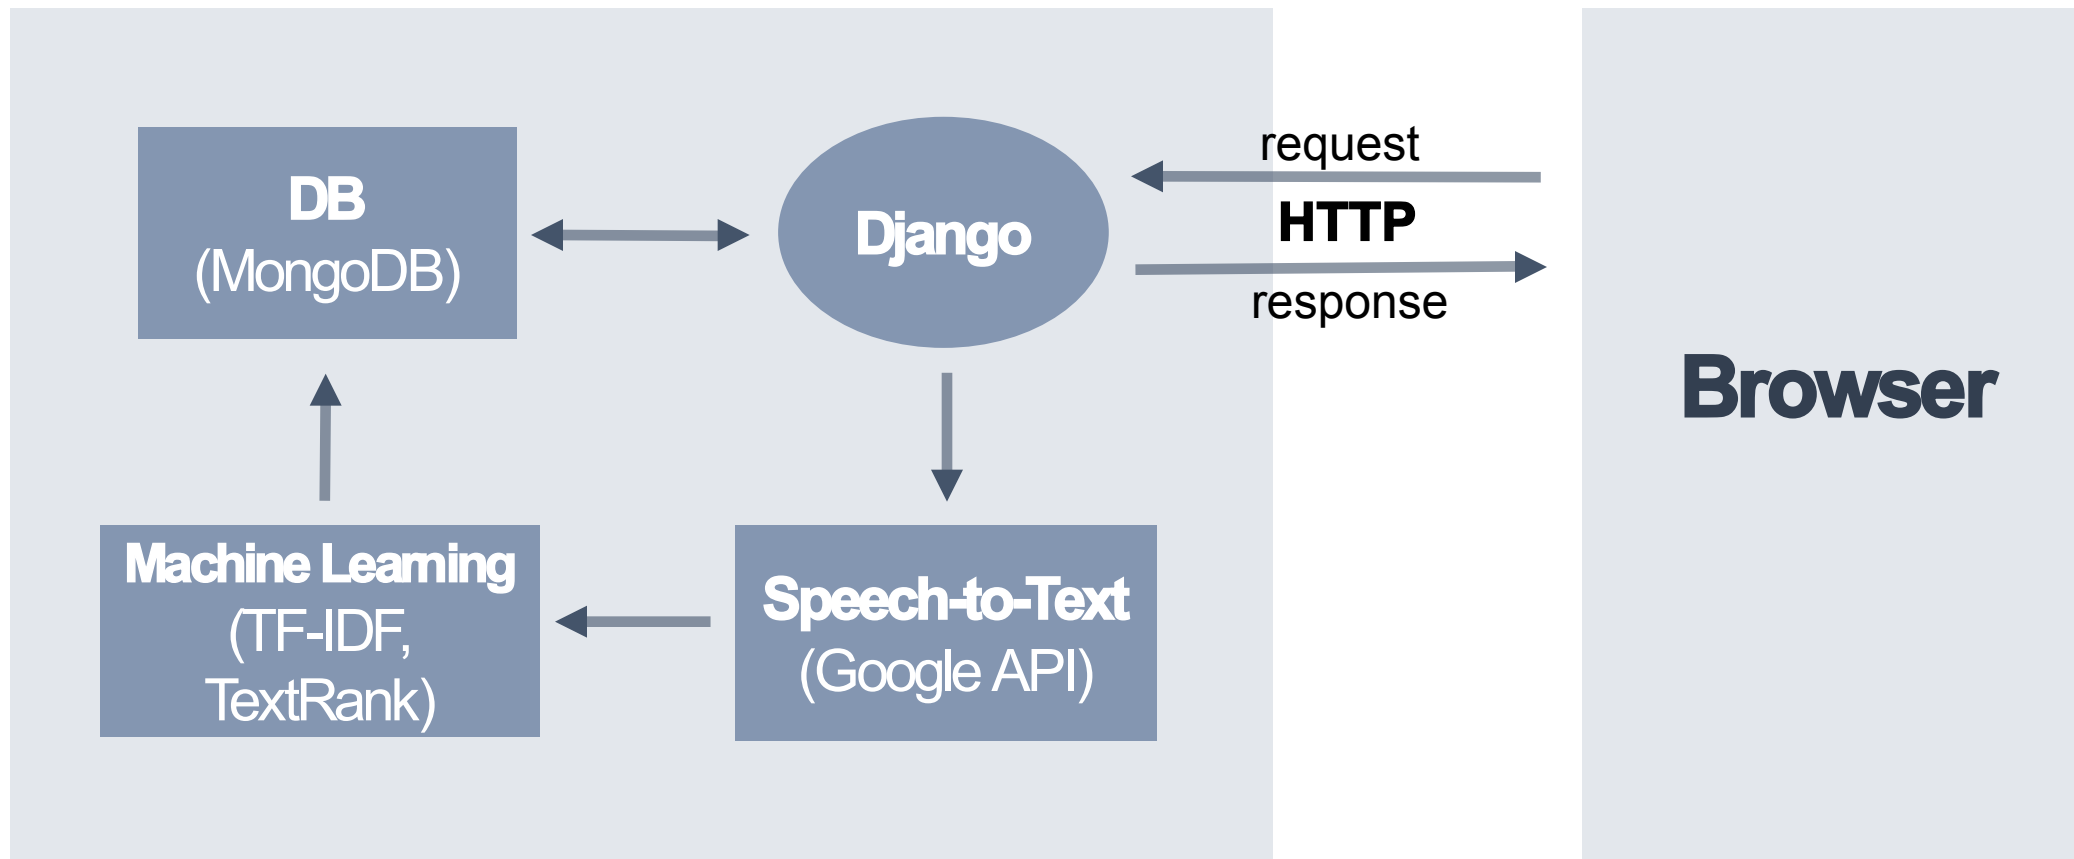 DB
(MongoDB)
Django
request
HTTP
response
Browser
Machine Learning
(TF-IDF,
TextRank)
Speech-to-Text
(Google API)